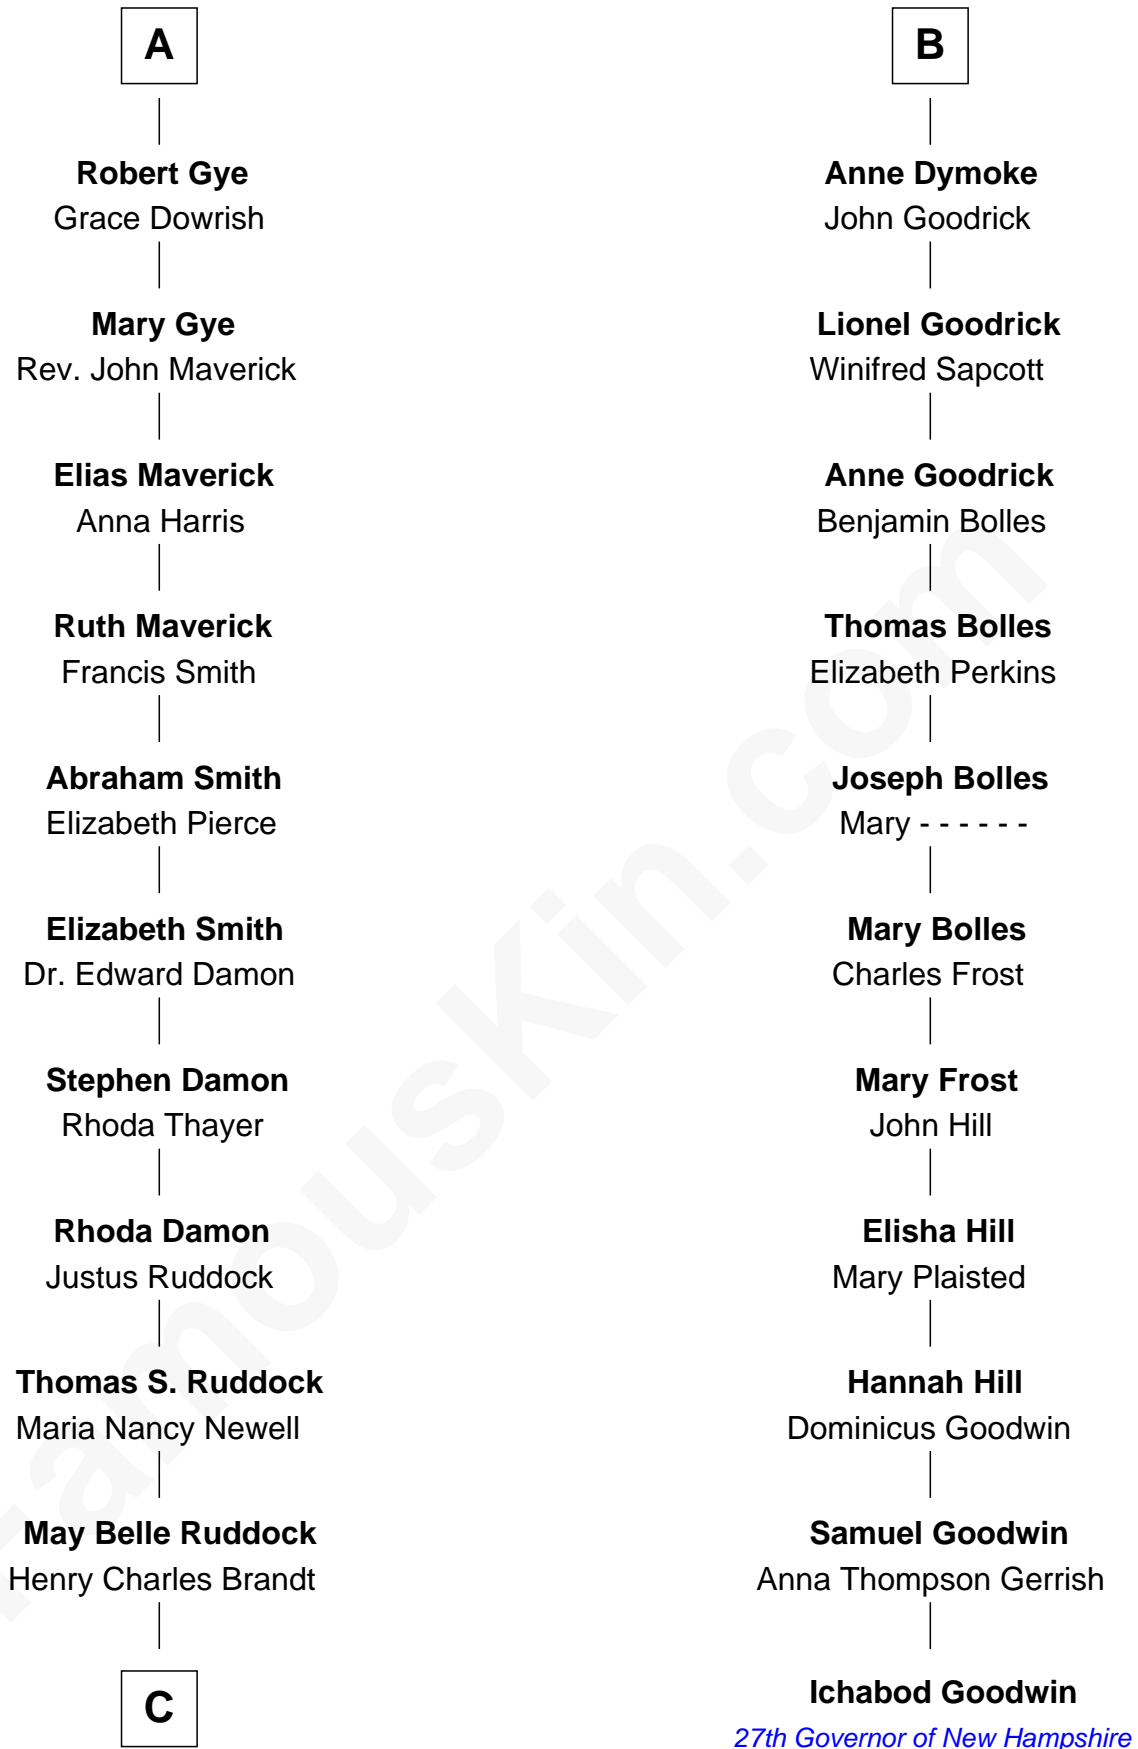 A
Robert Gye
Grace Dowrish
Mary Gye
Rev. John Maverick
Elias Maverick
Anna Harris
Ruth Maverick
Francis Smith
Abraham Smith
Elizabeth Pierce
Elizabeth Smith
Dr. Edward Damon
Stephen Damon
Rhoda Thayer
Rhoda Damon
Justus Ruddock
Thomas S. Ruddock
Maria Nancy Newell
May Belle Ruddock
Henry Charles Brandt
C
B
Anne Dymoke
John Goodrick
Lionel Goodrick
Winifred Sapcott
Anne Goodrick
Benjamin Bolles
Thomas Bolles
Elizabeth Perkins
Joseph Bolles
Mary - - - - - -
Mary Bolles
Charles Frost
Mary Frost
John Hill
Elisha Hill
Mary Plaisted
Hannah Hill
Dominicus Goodwin
Samuel Goodwin
Anna Thompson Gerrish
Ichabod Goodwin
27th Governor of New Hampshire
FamousKin.com